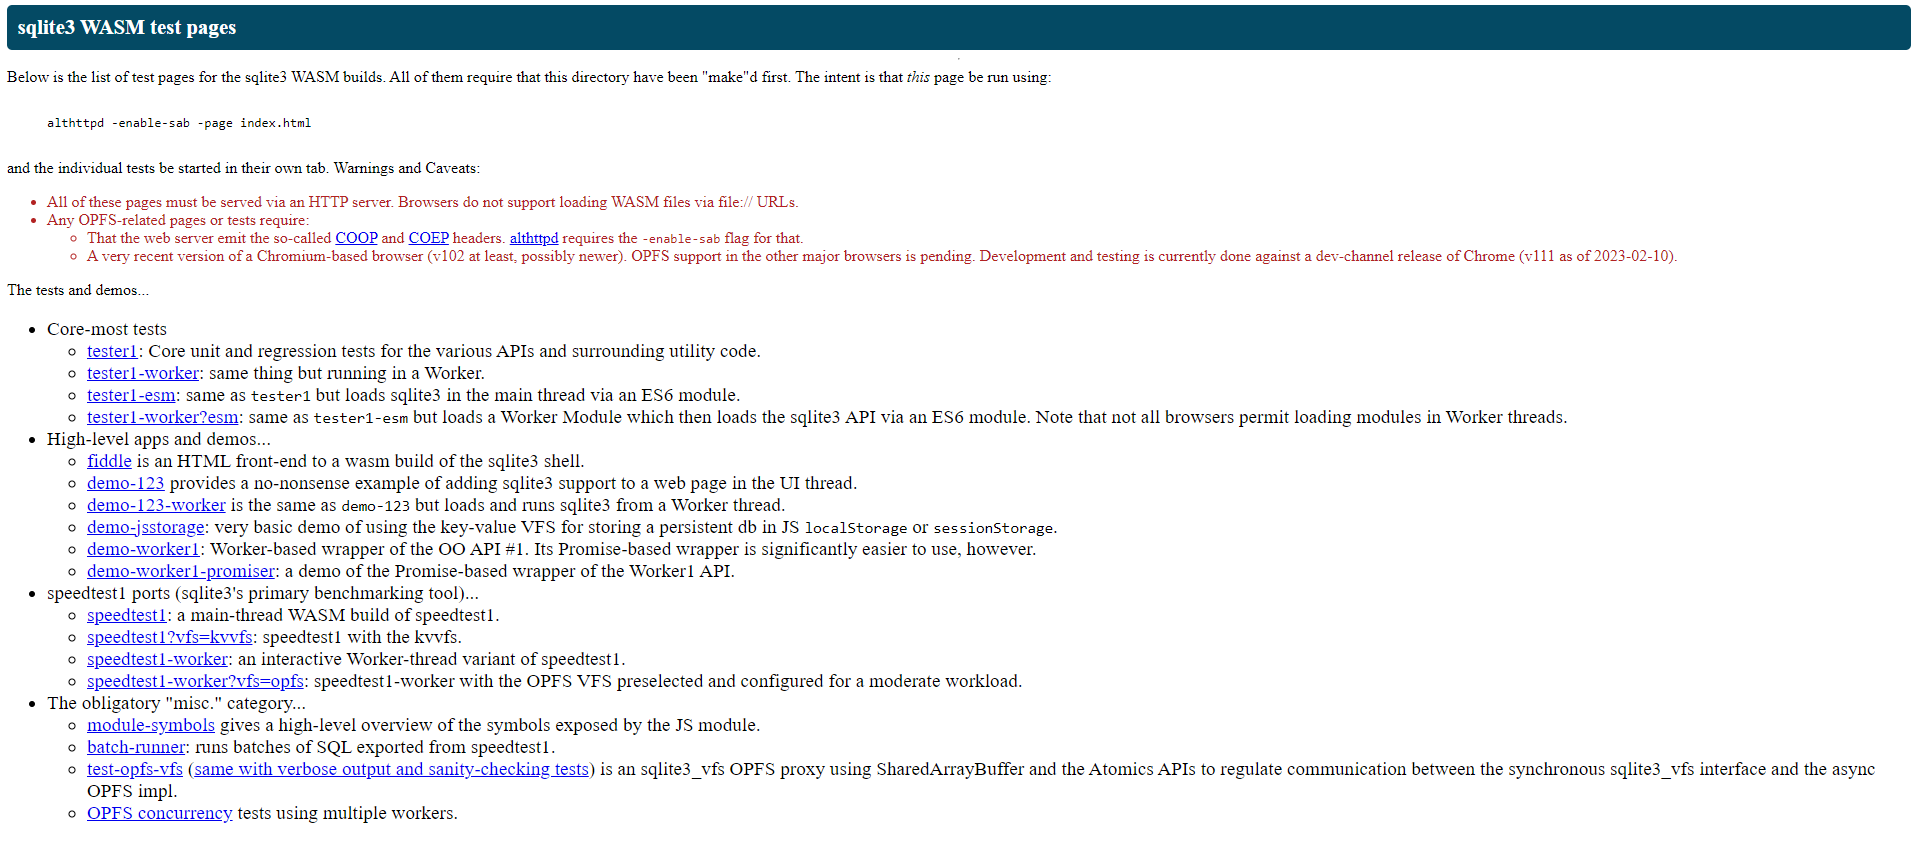 sqlite3 WASM test pages
Below is the list of test pages for the sqlite3 WASM builds. All of them require that this directory have been "make"d first. The intent is that this page be run using:
althttpd -enable-sab -page index.html
and the individual tests be started in their own tab. Warnings and Caveats:
All of these pages must be served via an HTTP server. Browsers do not support loading WASM files via file:// URLs.
Any OPFS-related pages or tests require:
That the web server emit the so-called COOP and COEP headers. althttpd requires the -enable-sab flag for that.
A very recent version of a Chromium-based browser (v102 at least, possibly newer). OPFS support in the other major browsers is pending. Development and testing is currently done against a dev-channel release of Chrome (v111 as of 2023-02-10).
The tests and demos...
Core-most tests
tester1: Core unit and regression tests for the various APIs and surrounding utility code.
tester1-worker: same thing but running in a Worker.
tester1-esm: same as tester1 but loads sqlite3 in the main thread via an ES6 module.
tester1-worker?esm: same as tester1-esm but loads a Worker Module which then loads the sqlite3 API via an ES6 module. Note that not all browsers permit loading modules in Worker threads.
High-level apps and demos...
fiddle is an HTML front-end to a wasm build of the sqlite3 shell.
demo-123 provides a no-nonsense example of adding sqlite3 support to a web page in the UI thread.
demo-123-worker is the same as demo-123 but loads and runs sqlite3 from a Worker thread.
demo-jsstorage: very basic demo of using the key-value VFS for storing a persistent db in JS localStorage or sessionStorage.
demo-worker1: Worker-based wrapper of the OO API #1. Its Promise-based wrapper is significantly easier to use, however.
demo-worker1-promiser: a demo of the Promise-based wrapper of the Worker1 API.
speedtest1 ports (sqlite3's primary benchmarking tool)...
speedtest1: a main-thread WASM build of speedtest1.
speedtest1?vfs=kvvfs: speedtest1 with the kvvfs.
speedtest1-worker: an interactive Worker-thread variant of speedtest1.
speedtest1-worker?vfs=opfs: speedtest1-worker with the OPFS VFS preselected and configured for a moderate workload.
The obligatory "misc." category...
module-symbols gives a high-level overview of the symbols exposed by the JS module.
batch-runner: runs batches of SQL exported from speedtest1.
test-opfs-vfs (same with verbose output and sanity-checking tests) is an sqlite3_vfs OPFS proxy using SharedArrayBuffer and the Atomics APIs to regulate communication between the synchronous sqlite3_vfs interface and the async
OPFS impl.
OPFS concurrency tests using multiple workers.